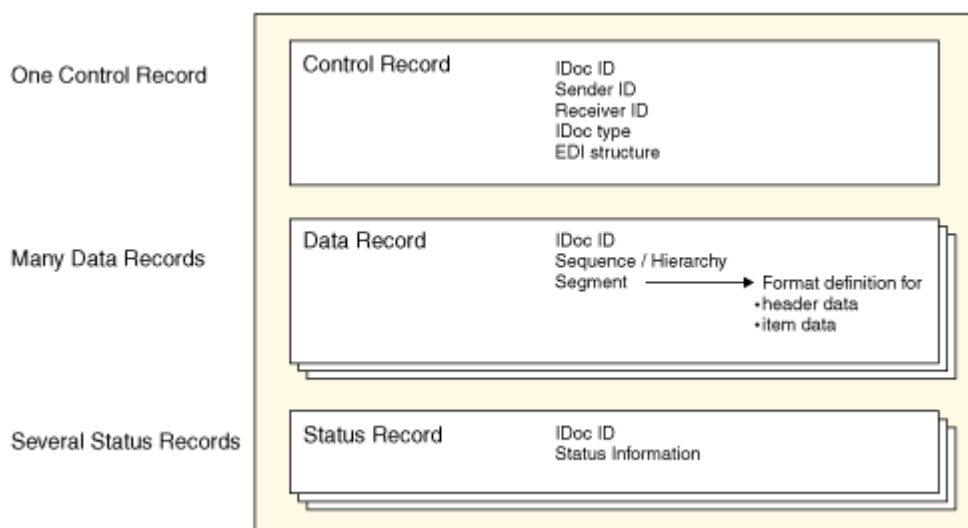 One Control Record
Control Record
IDoc ID
Sender ID
Receiver ID
IDoc type
EDI structure
Many Data Records
Data Record
IDoc ID
Sequence / Hierarchy
Segment
Format definition for
•header data
•item data
Several Status Records
Status Record
IDoc ID
Status Information